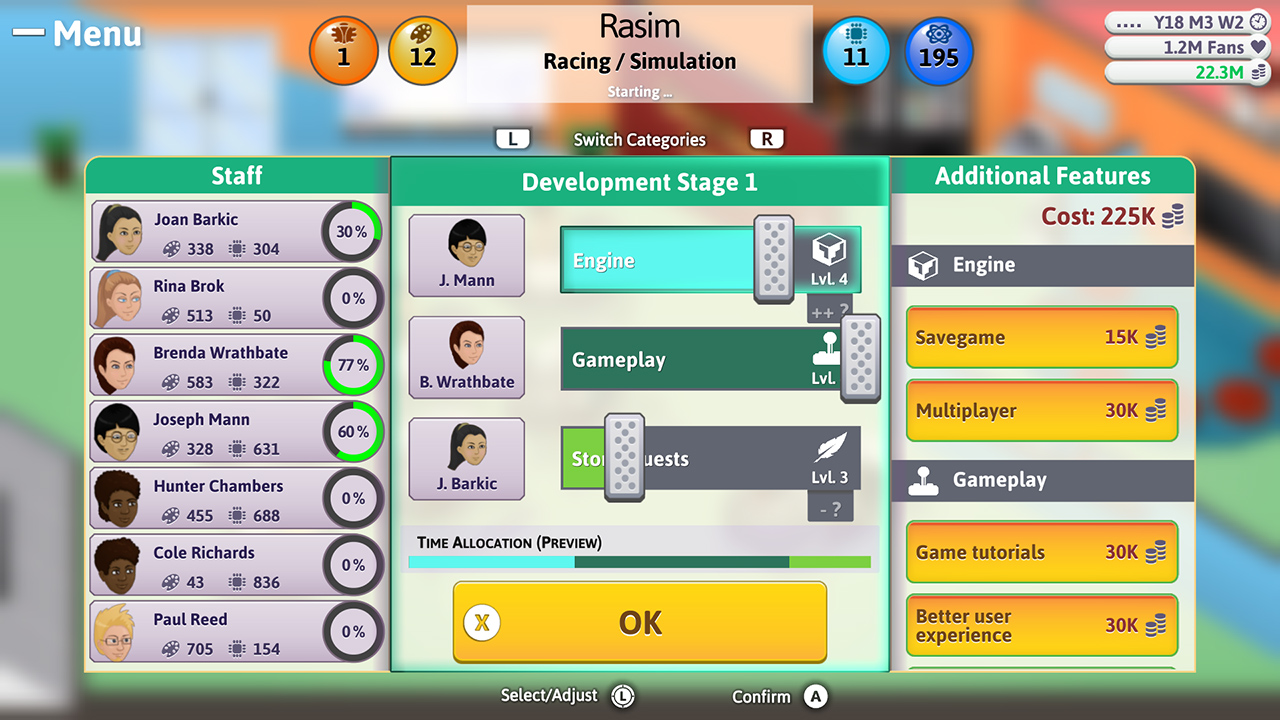 Menu
1
12
Rasim
Racing / Simulation
Starting ...
11
195
.... Y18 M3 W2
1.2M Fans
22.3M
L Switch Categories R
Staff
Joan Barkic
338 304
30%
Rina Brok
513 50
0%
Brenda Wrathbate
583 322
77%
Joseph Mann
328 631
60%
Hunter Chambers
455 688
0%
Cole Richards
43 836
0%
Paul Reed
705 154
0%
Development Stage 1
J. Mann
Engine
Lvl. 4
++ ?
B. Wrathbate
Gameplay
Lvl.
J. Barkic
Sto uests
Lvl. 3
- ?
TIME ALLOCATION (PREVIEW)
X OK
Additional Features
Cost: 225K
Engine
Savegame 15K
Multiplayer 30K
Gameplay
Game tutorials 30K
Better user
experience
30K
Select/Adjust L
Confirm A